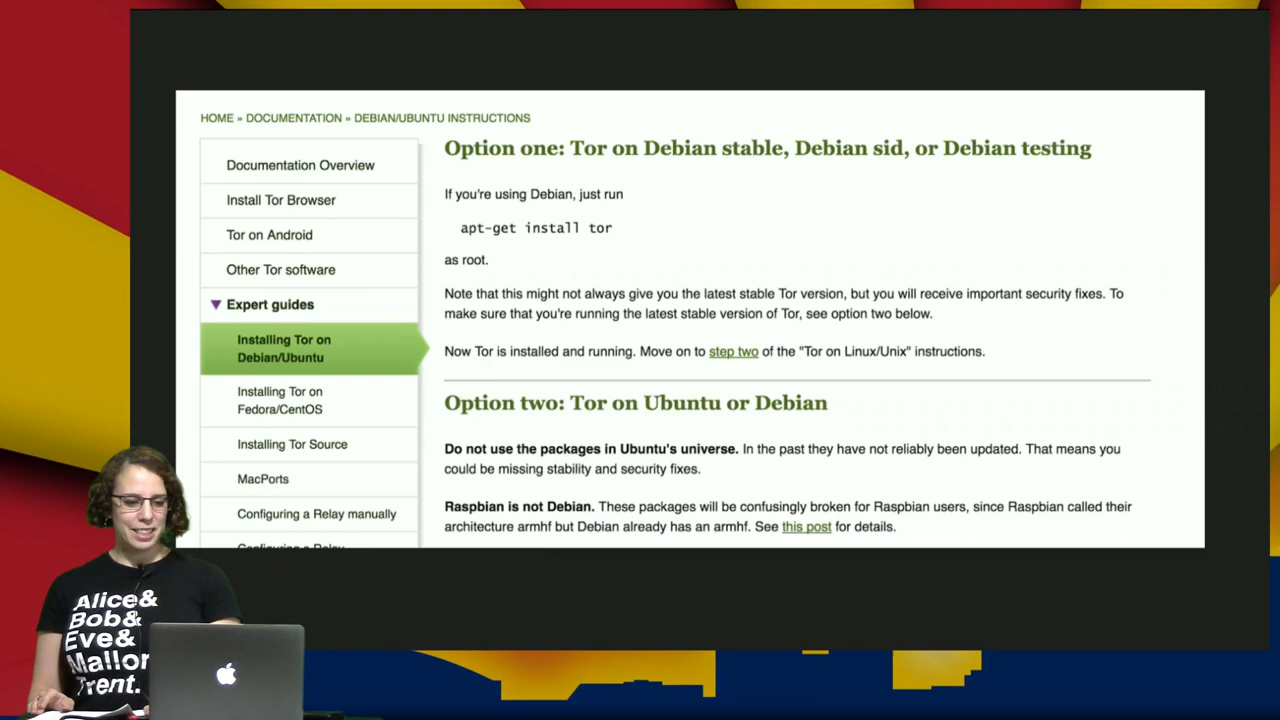 HOME » DOCUMENTATION » DEBIAN/UBUNTU INSTRUCTIONS
Documentation Overview
Install Tor Browser
Tor on Android
Other Tor software
Expert guides
Installing Tor on
Debian/Ubuntu
Installing Tor on
Fedora/CentOS
Installing Tor Source
MacPorts
Configuring a Relay manually
Configuring a Relay
Option one: Tor on Debian stable, Debian sid, or Debian testing
If you're using Debian, just run
apt-get install tor
as root.
Note that this might not always give you the latest stable Tor version, but you will receive important security fixes. To
make sure that you're running the latest stable version of Tor, see option two below.
Now Tor is installed and running. Move on to step two of the "Tor on Linux/Unix" instructions.
Option two: Tor on Ubuntu or Debian
Do not use the packages in Ubuntu's universe. In the past they have not reliably been updated. That means you
could be missing stability and security fixes.
Raspbian is not Debian. These packages will be confusingly broken for Raspbian users, since Raspbian called their
architecture armhf but Debian already has an armhf. See this post for details.
Alice&
Bob&
Eve&
Mallor
Trent.